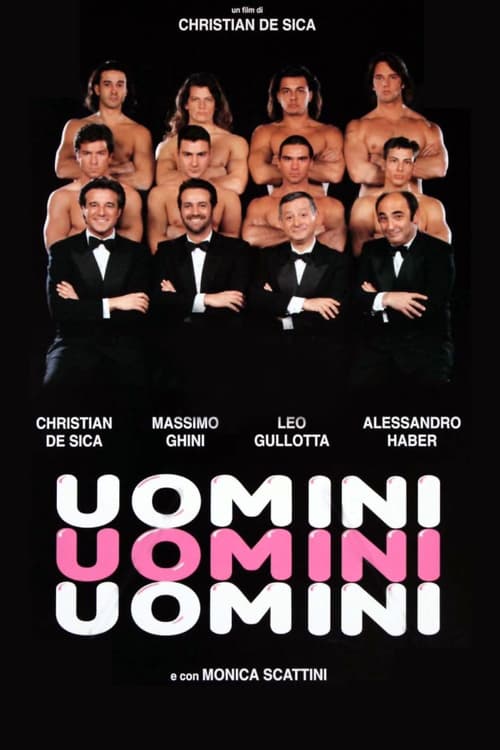 un film di
CHRISTIAN DE SICA
CHRISTIAN DE SICA
MASSIMO GHINI
LEO GULLOTTA
ALESSANDRO HABER
UOMINI
UOMINI
UOMINI
e con MONICA SCATTINI